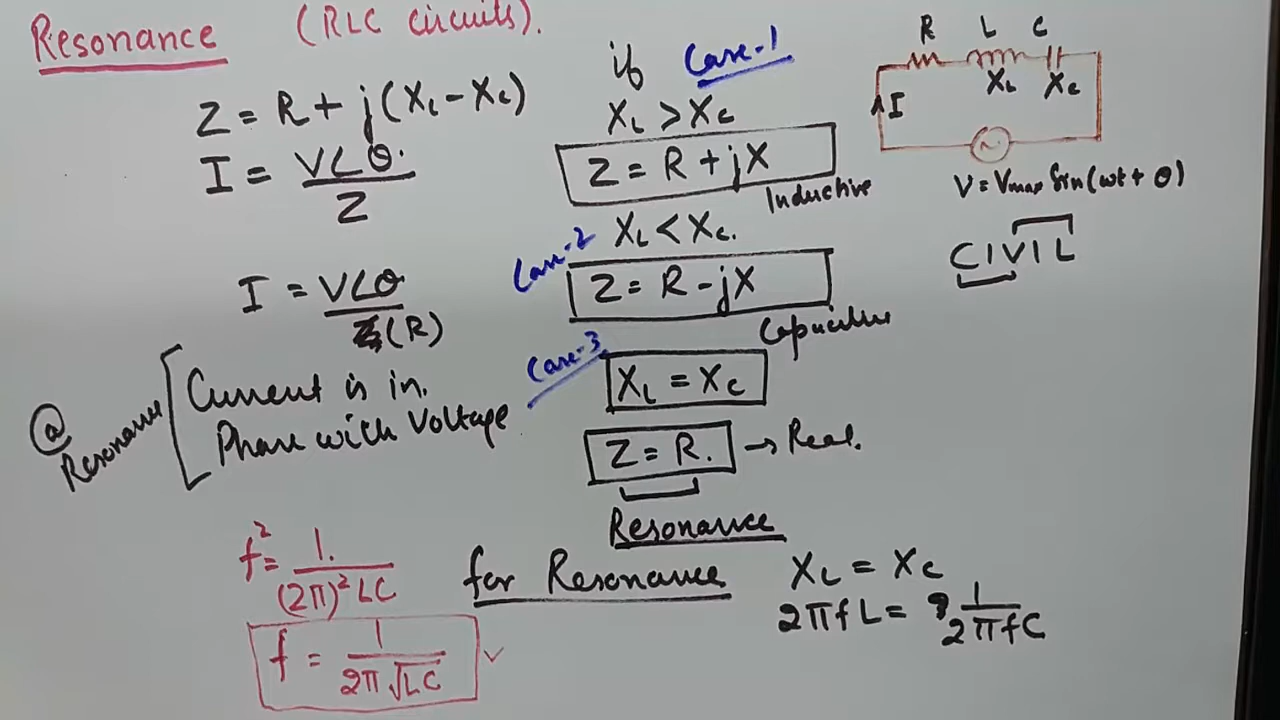 Resonance (RLC circuits).
Z = R + j(XL - XC)
I = V∠θ. / Z
I = V∠θ / (R)
@ Resonance
Current is in.
Phase with Voltage
f² = 1. / (2π)² LC
f = 1 / 2π√LC
if Case-1
XL > XC
Z = R + jX
Inductive
Case-2 XL < XC.
Z = R - jX
Capacitive
Case-3
XL = XC
Z = R. → Real.
Resonance
for Resonance
XL = XC
2πfL = 1 / 2πfC
R L C
XL XC
I
~
V = Vmax Sin(ωt + θ)
CIVIL